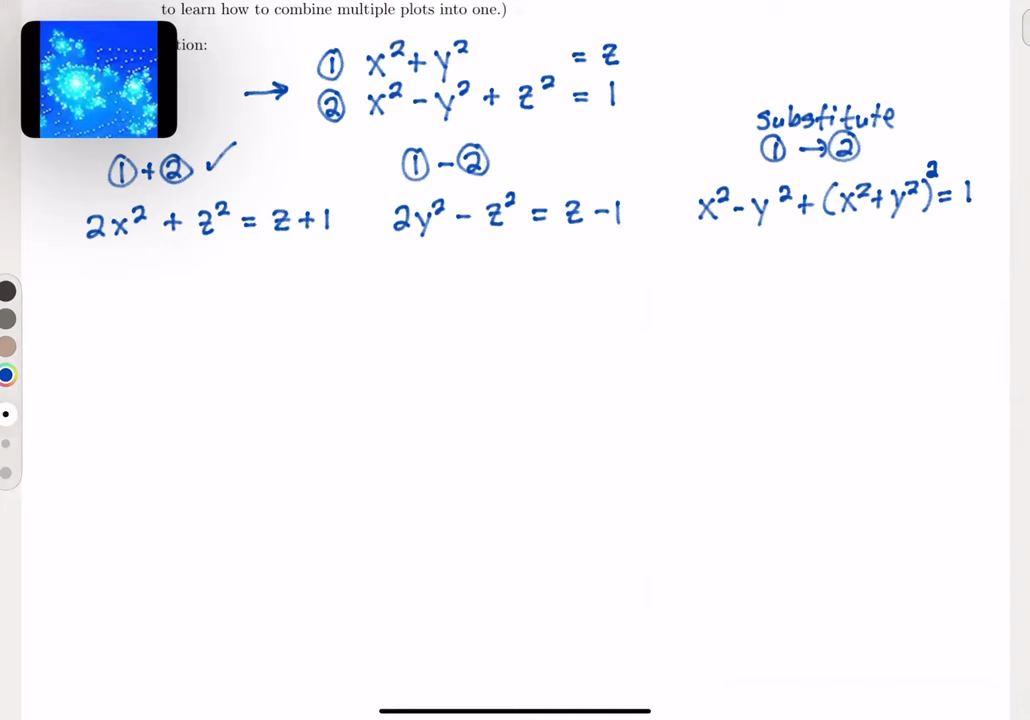 to learn how to combine multiple plots into one.)
tion:
① x² + y² = z
→ ② x² - y² + z² = 1
Substitute
① → ②
① + ② ✓
① - ②
2x² + z² = z + 1
2y² - z² = z - 1
x² - y² + (x² + y²)² = 1